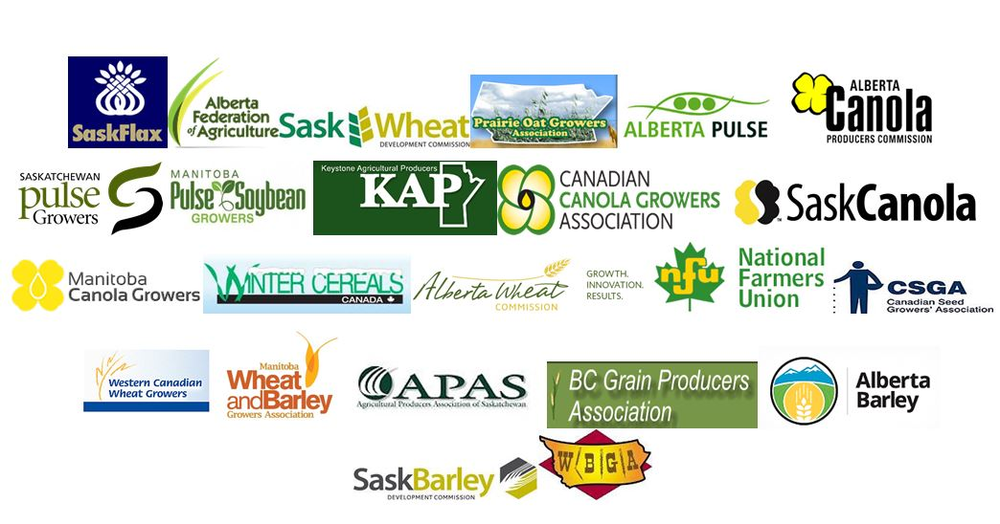 SaskFlax
Alberta
Federation
of Agriculture
Sask Wheat
DEVELOPMENT COMMISSION
Prairie Oat Growers
Association
ALBERTA PULSE
ALBERTA
Canola
PRODUCERS COMMISSION
SASKATCHEWAN
pulse
Growers
MANITOBA
Pulse Soybean
GROWERS
Keystone Agricultural Producers
KAP
CANADIAN
CANOLA GROWERS
ASSOCIATION
TM
SaskCanola
Manitoba
Canola Growers
WINTER CEREALS
CANADA
Alberta Wheat
COMMISSION
GROWTH.
INNOVATION.
RESULTS.
nfu
National
Farmers
Union
CSGA
Canadian Seed
Growers' Association
Western Canadian
Wheat Growers
Manitoba
Wheat
andBarley
Growers Association
APAS
Agricultural Producers Association of Saskatchewan
BC Grain Producers
Association
Alberta
Barley
SaskBarley
DEVELOPMENT COMMISSION
W|B|G|A